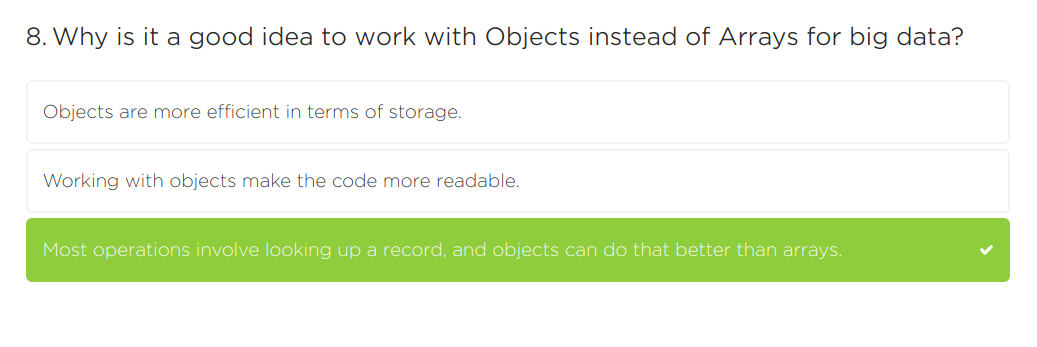 8. Why is it a good idea to work with Objects instead of Arrays for big data?
Objects are more efficient in terms of storage.
Working with objects make the code more readable.
Most operations involve looking up a record, and objects can do that better than arrays.